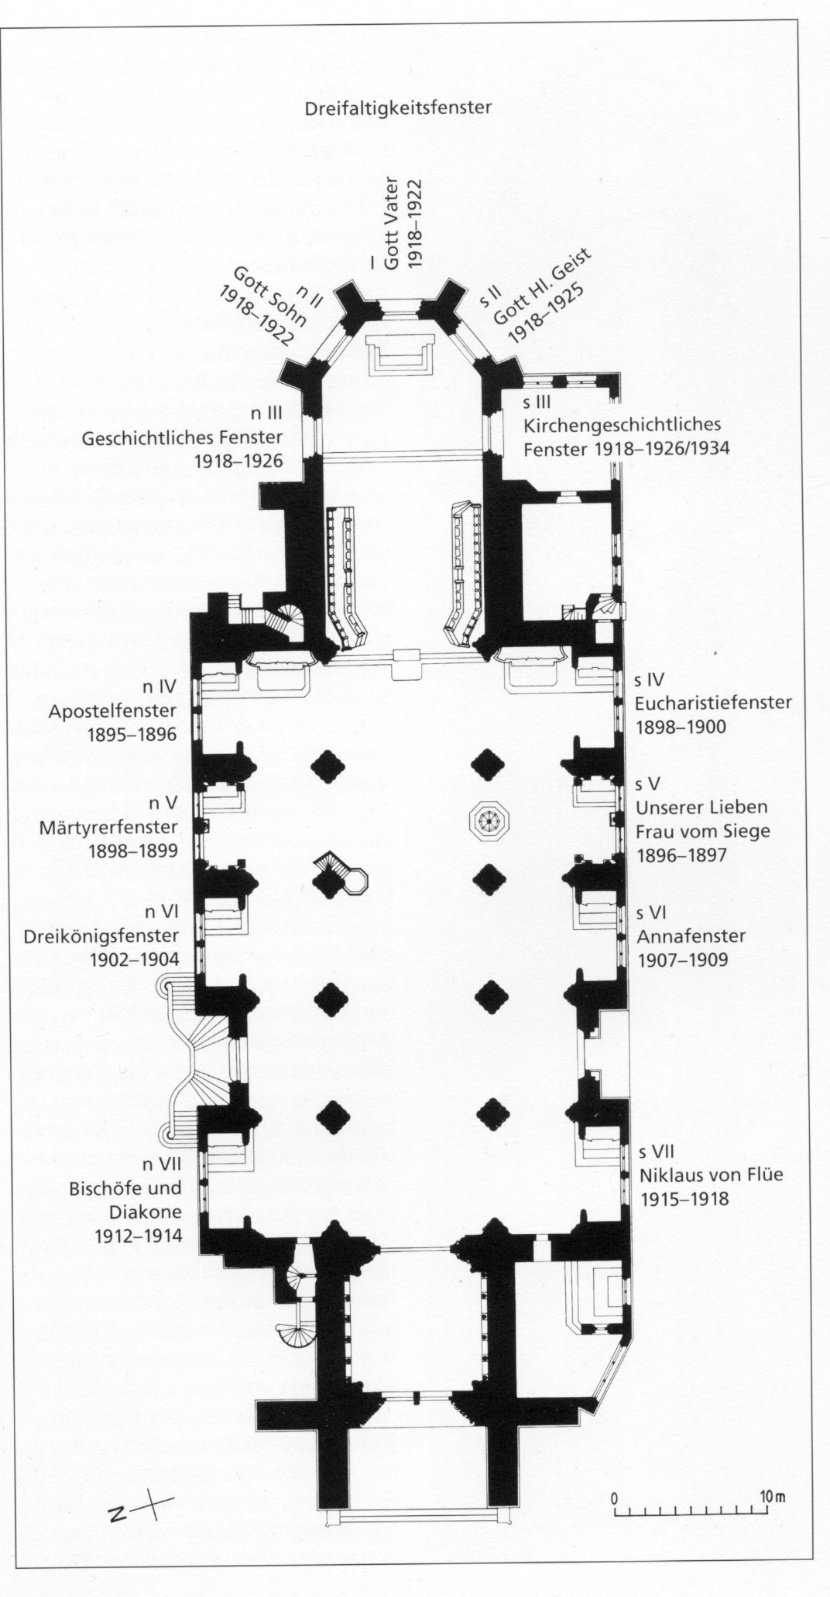 Dreifaltigkeitsfenster
I
Gott Vater
1918–1922
n II
Gott Sohn
1918–1922
s II
Gott Hl. Geist
1918–1925
n III
Geschichtliches Fenster
1918–1926
s III
Kirchengeschichtliches
Fenster 1918–1926/1934
n IV
Apostelfenster
1895–1896
s IV
Eucharistiefenster
1898–1900
n V
Märtyrerfenster
1898–1899
s V
Unserer Lieben
Frau vom Siege
1896–1897
n VI
Dreikönigsfenster
1902–1904
s VI
Annafenster
1907–1909
n VII
Bischöfe und
Diakone
1912–1914
s VII
Niklaus von Flüe
1915–1918
N
0 10 m